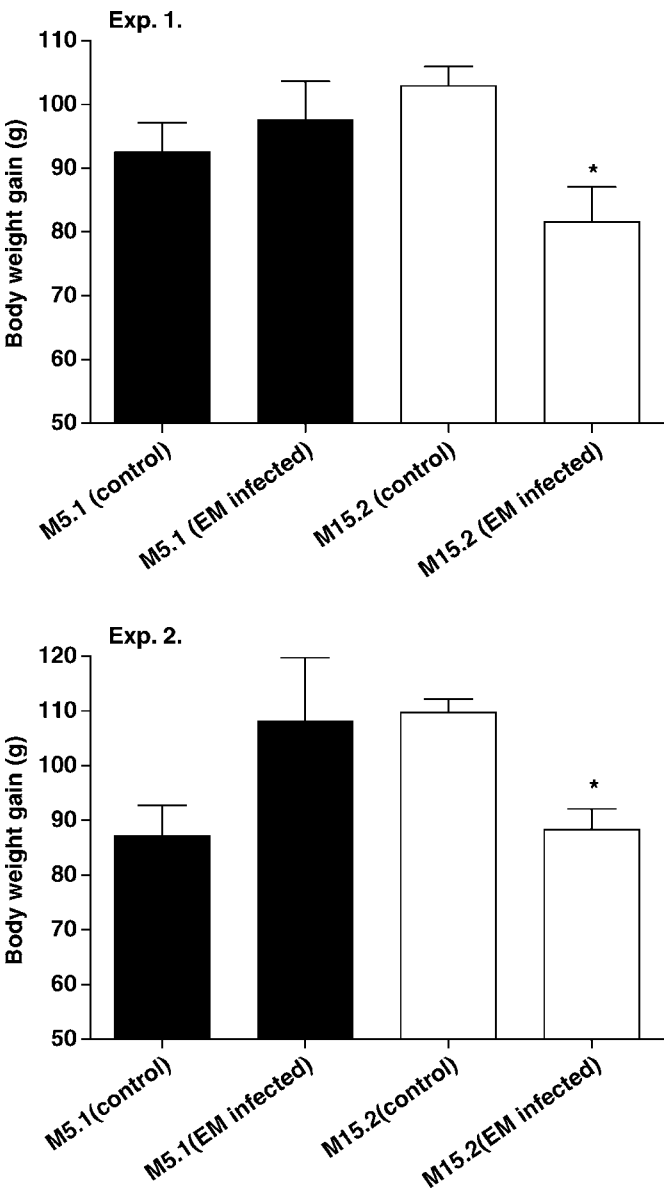 Exp. 1.
Body weight gain (g)
110
100
90
80
70
60
50
*
M5.1 (control)
M5.1 (EM infected)
M15.2 (control)
M15.2 (EM infected)
Exp. 2.
Body weight gain (g)
120
110
100
90
80
70
60
50
*
M5.1(control)
M5.1(EM infected)
M15.2(control)
M15.2(EM infected)